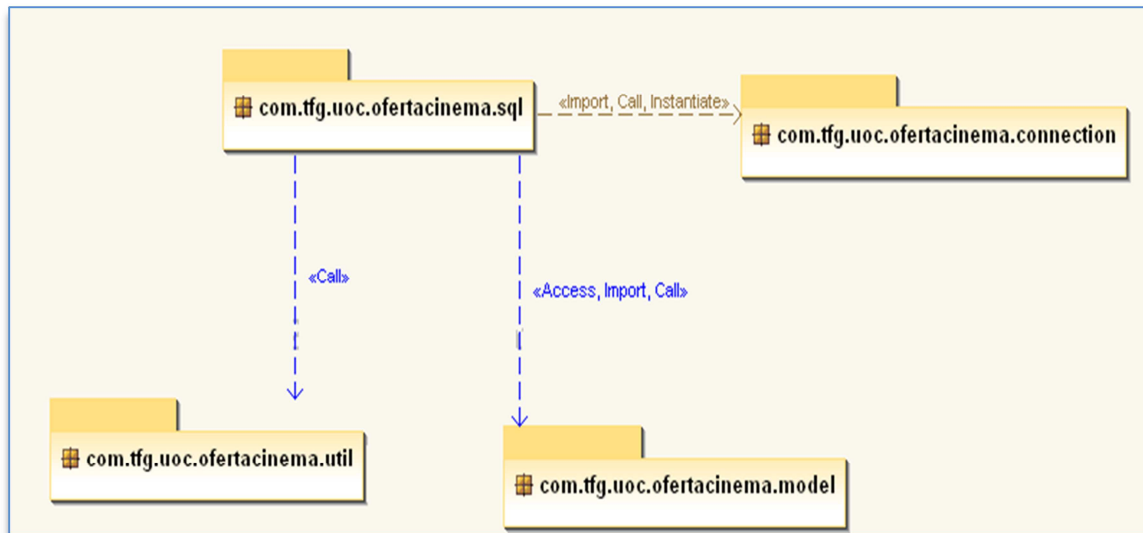 com.tfg.uoc.ofertacinema.sql
«Import, Call, Instantiate»
com.tfg.uoc.ofertacinema.connection
«Call»
«Access, Import, Call»
com.tfg.uoc.ofertacinema.util
com.tfg.uoc.ofertacinema.model